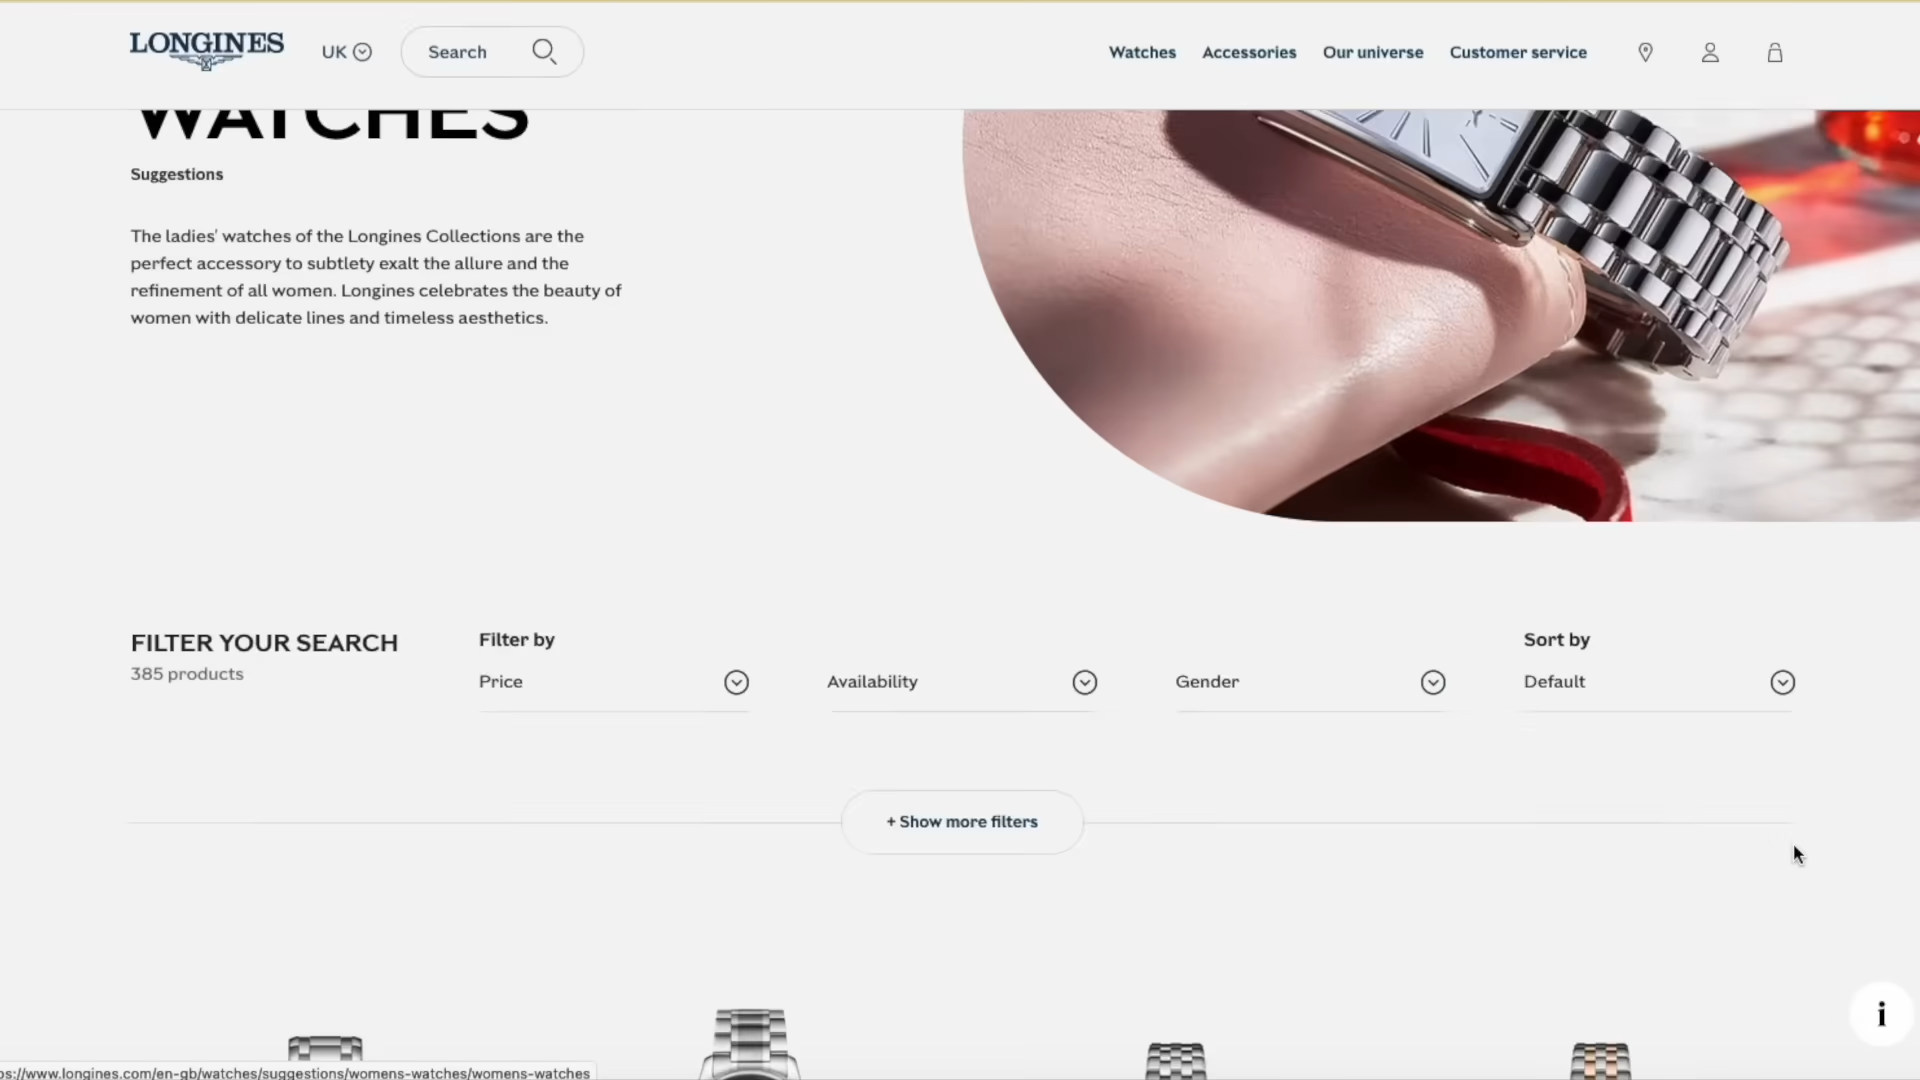 LONGINES
UK
Search
Watches
Accessories
Our universe
Customer service
WATCHES
Suggestions
The ladies' watches of the Longines Collections are the
perfect accessory to subtlety exalt the allure and the
refinement of all women. Longines celebrates the beauty of
women with delicate lines and timeless aesthetics.
FILTER YOUR SEARCH
385 products
Filter by
Price
Availability
Gender
Sort by
Default
+ Show more filters
i
ps://www.longines.com/en-gb/watches/suggestions/womens-watches/womens-watches